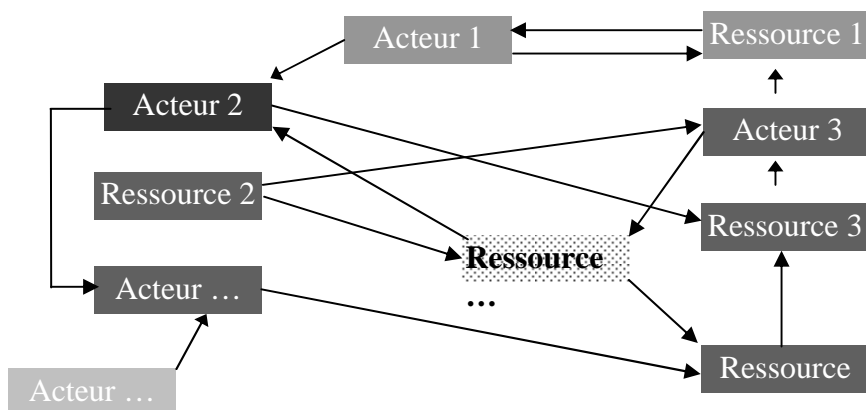 Acteur 1
Ressource 1
Acteur 2
Acteur 3
Ressource 2
Ressource 3
Ressource
...
Acteur …
Ressource
Acteur …